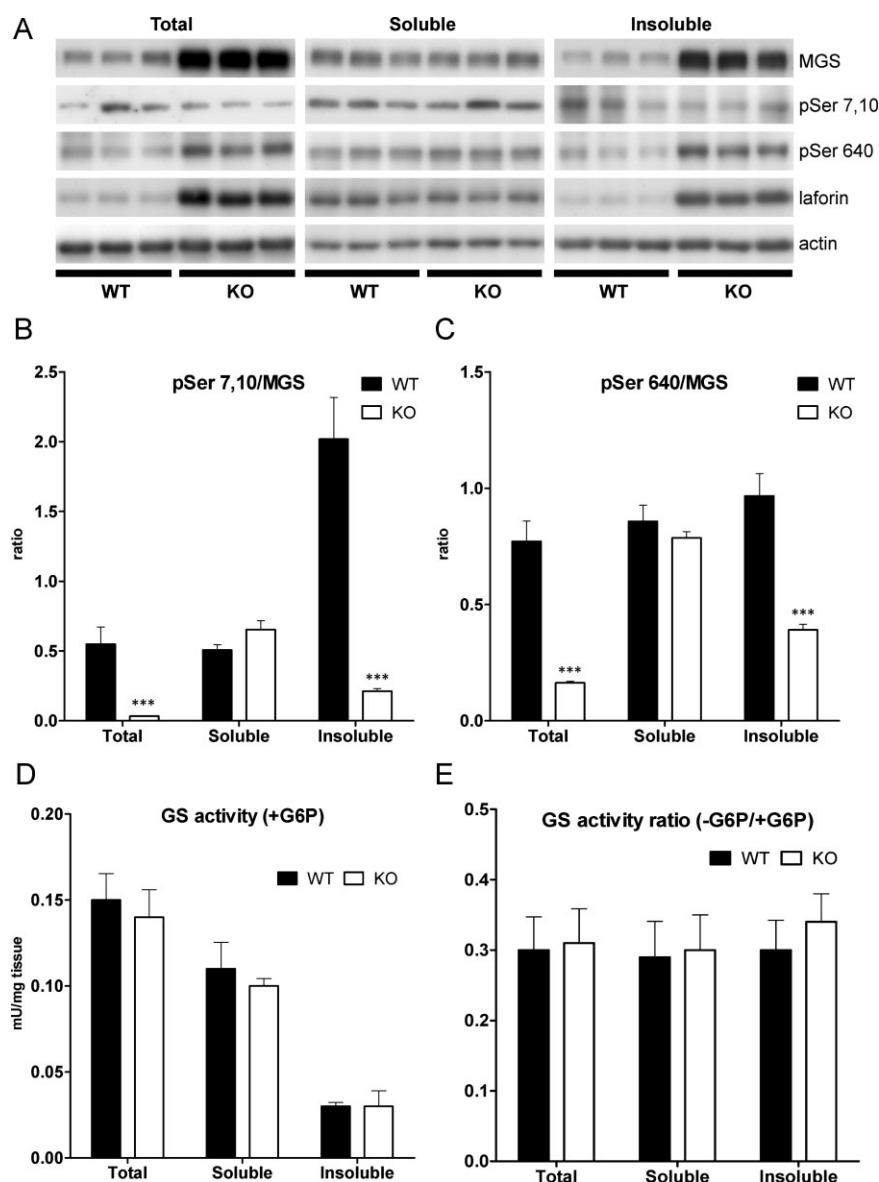 A
Total Soluble Insoluble
MGS
pSer 7,10
pSer 640
laforin
actin
WT KO WT KO WT KO
B
pSer 7,10/MGS
WT
KO
ratio
2.5
2.0
1.5
1.0
0.5
0.0
***
***
Total Soluble Insoluble
C
pSer 640/MGS
WT
KO
ratio
1.5
1.0
0.5
0.0
***
***
Total Soluble Insoluble
D
GS activity (+G6P)
WT KO
mU/mg tissue
0.20
0.15
0.10
0.05
0.00
Total Soluble Insoluble
E
GS activity ratio (-G6P/+G6P)
WT KO
0.5
0.4
0.3
0.2
0.1
0.0
Total Soluble Insoluble